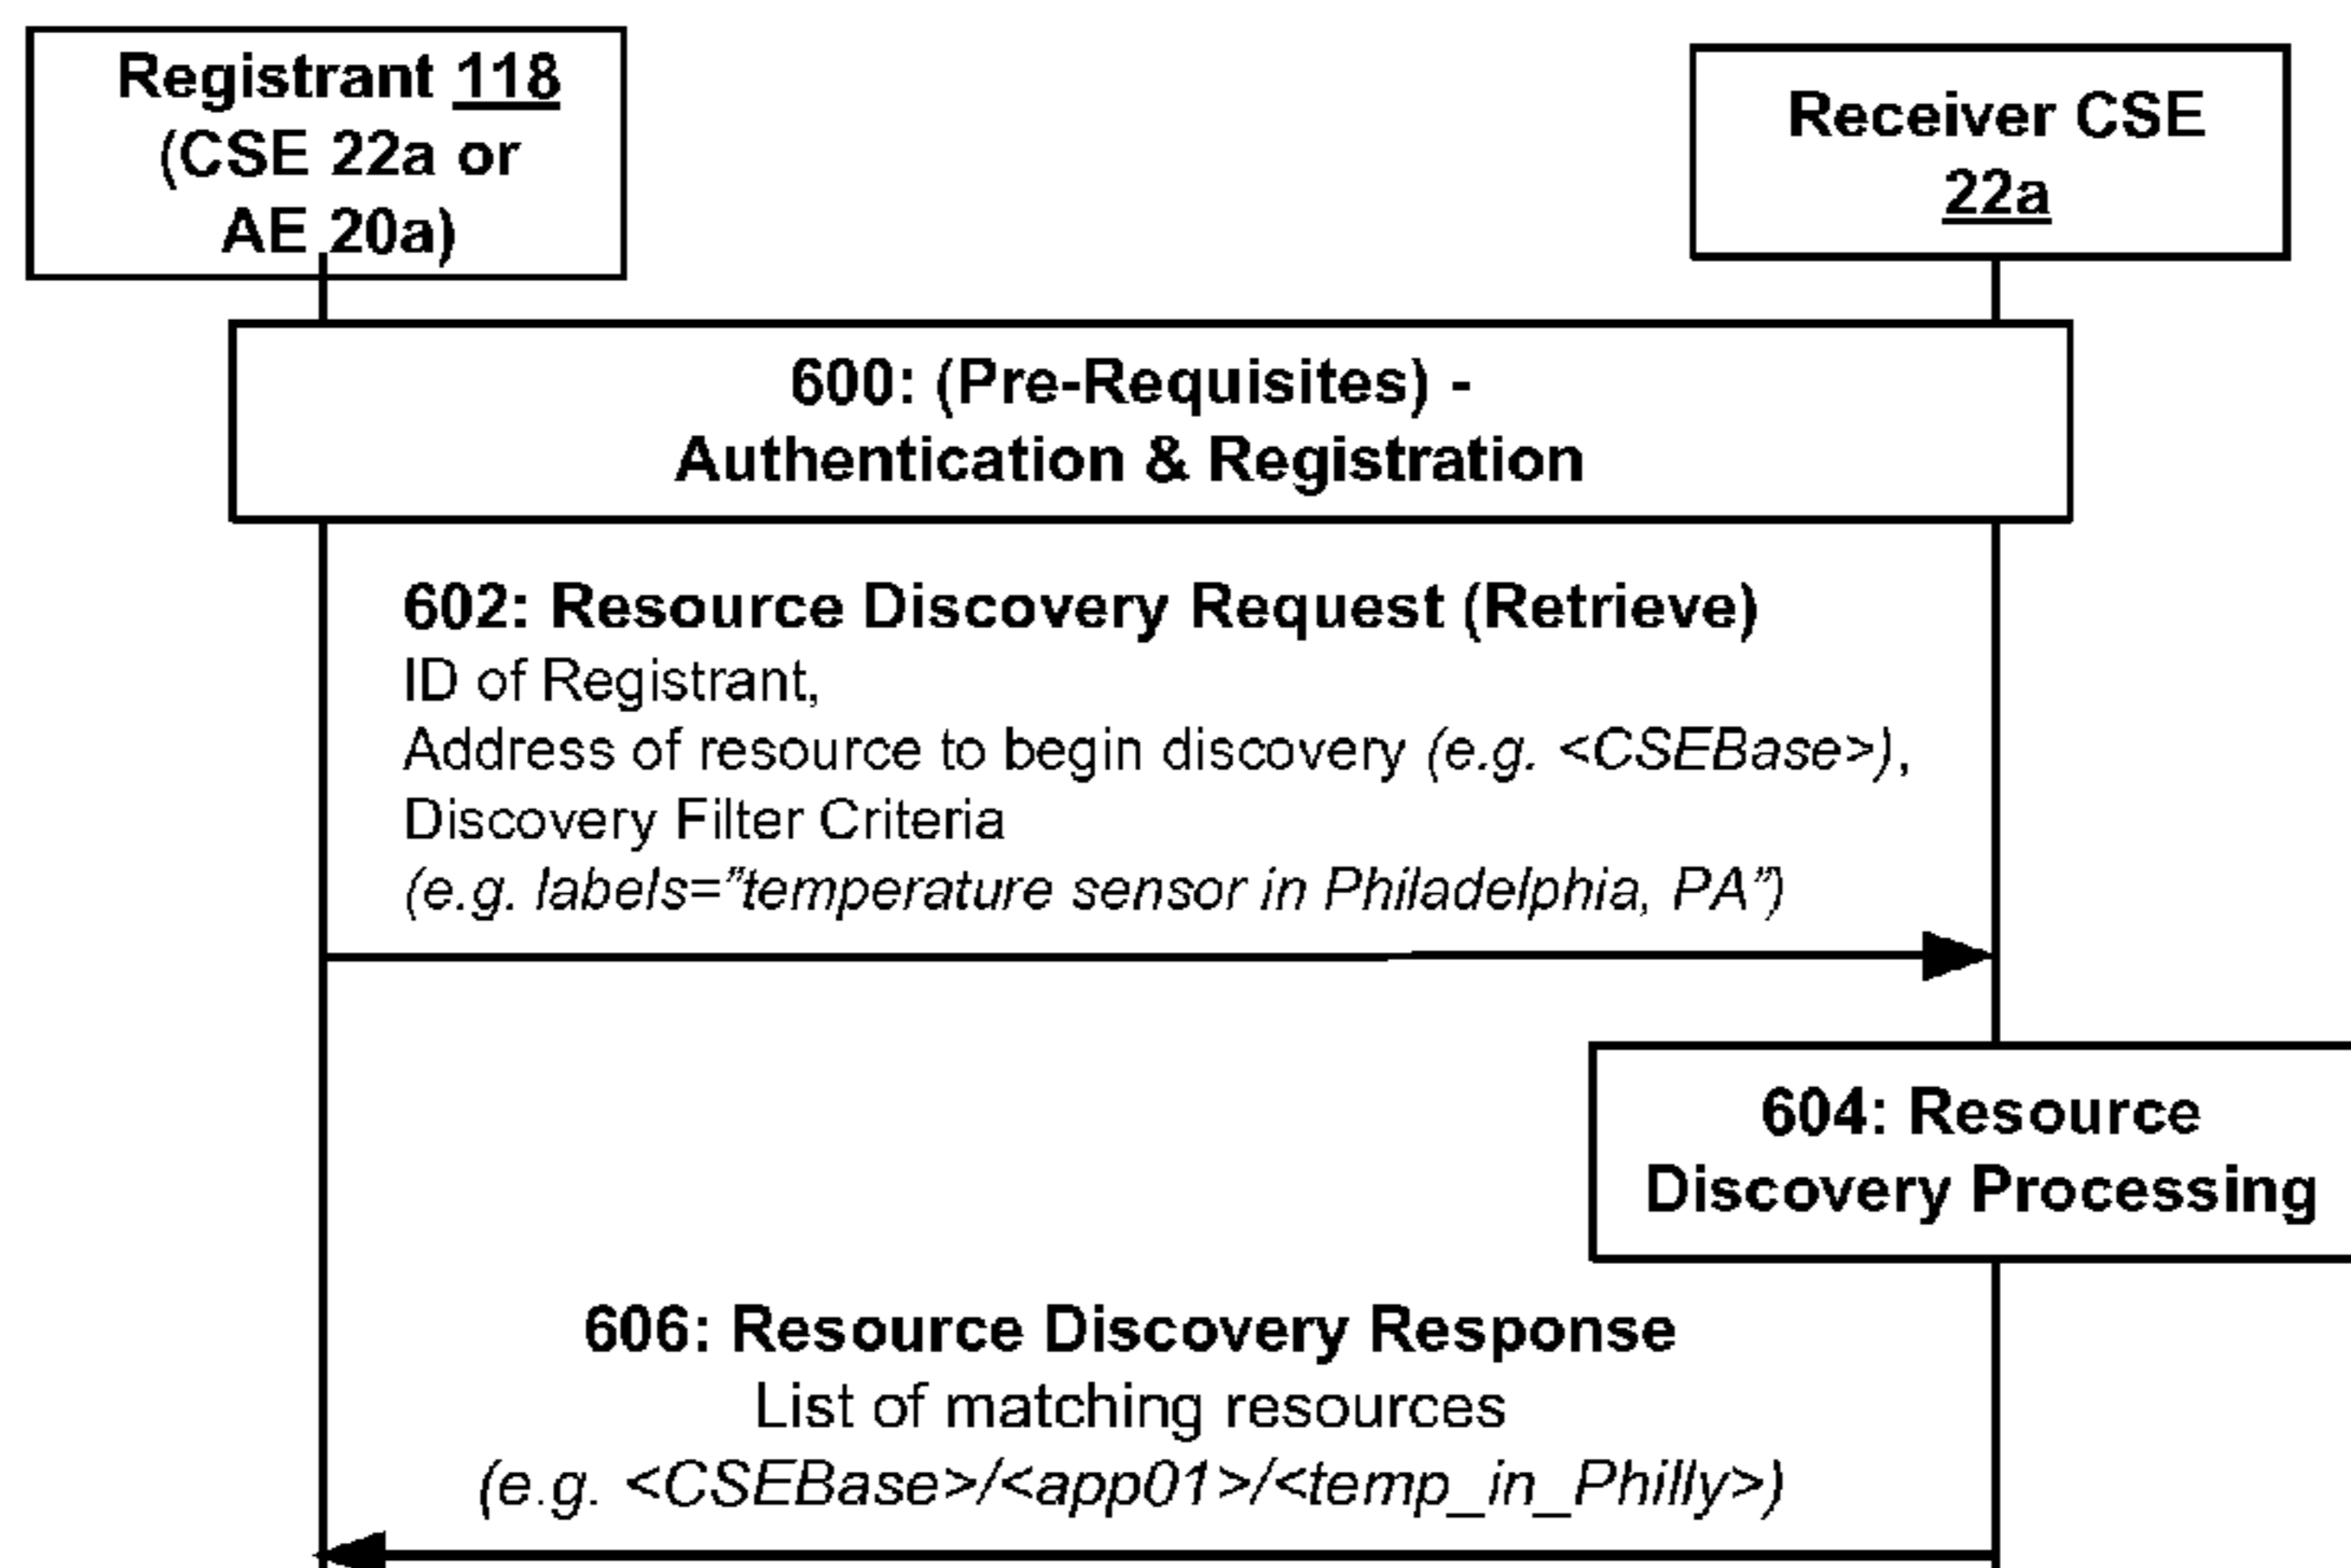 Registrant 118
(CSE 22a or
AE 20a)
Receiver CSE
22a
600: (Pre-Requisites) -
Authentication & Registration
602: Resource Discovery Request (Retrieve)
ID of Registrant,
Address of resource to begin discovery (e.g. <CSEBase>),
Discovery Filter Criteria
(e.g. labels=”temperature sensor in Philadelphia, PA”)
604: Resource
Discovery Processing
606: Resource Discovery Response
List of matching resources
(e.g. <CSEBase>/<app01>/<temp_in_Philly>)